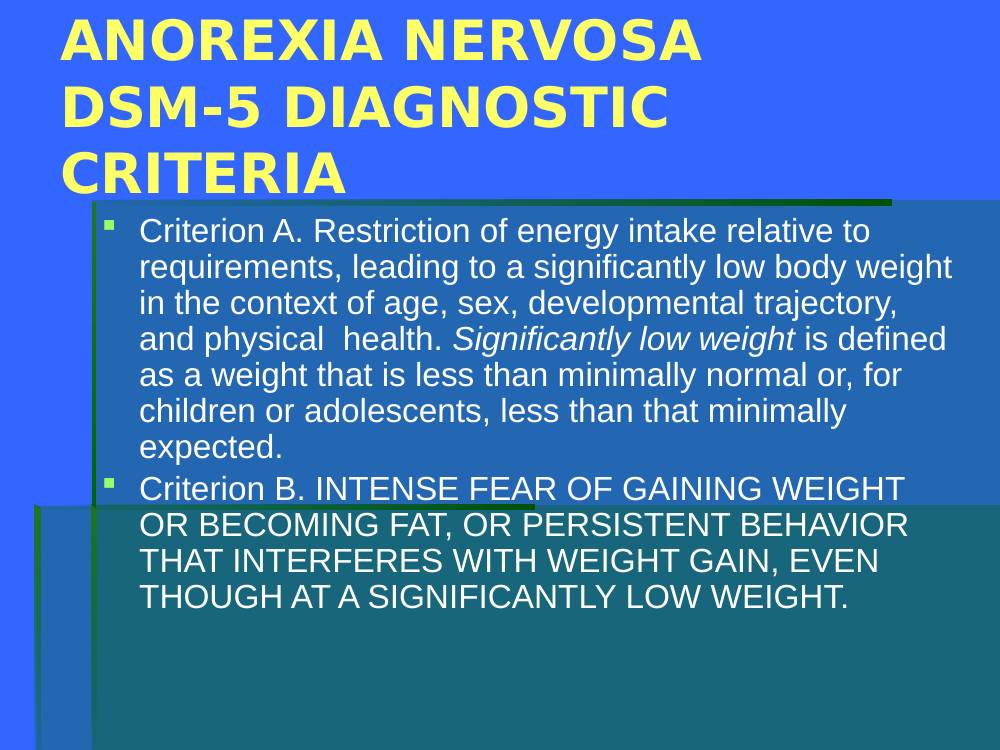 ANOREXIA NERVOSA
DSM-5 DIAGNOSTIC
CRITERIA
Criterion A. Restriction of energy intake relative to
requirements, leading to a significantly low body weight
in the context of age, sex, developmental trajectory,
and physical  health. Significantly low weight is defined
as a weight that is less than minimally normal or, for
children or adolescents, less than that minimally
expected.
Criterion B. INTENSE FEAR OF GAINING WEIGHT
OR BECOMING FAT, OR PERSISTENT BEHAVIOR
THAT INTERFERES WITH WEIGHT GAIN, EVEN
THOUGH AT A SIGNIFICANTLY LOW WEIGHT.